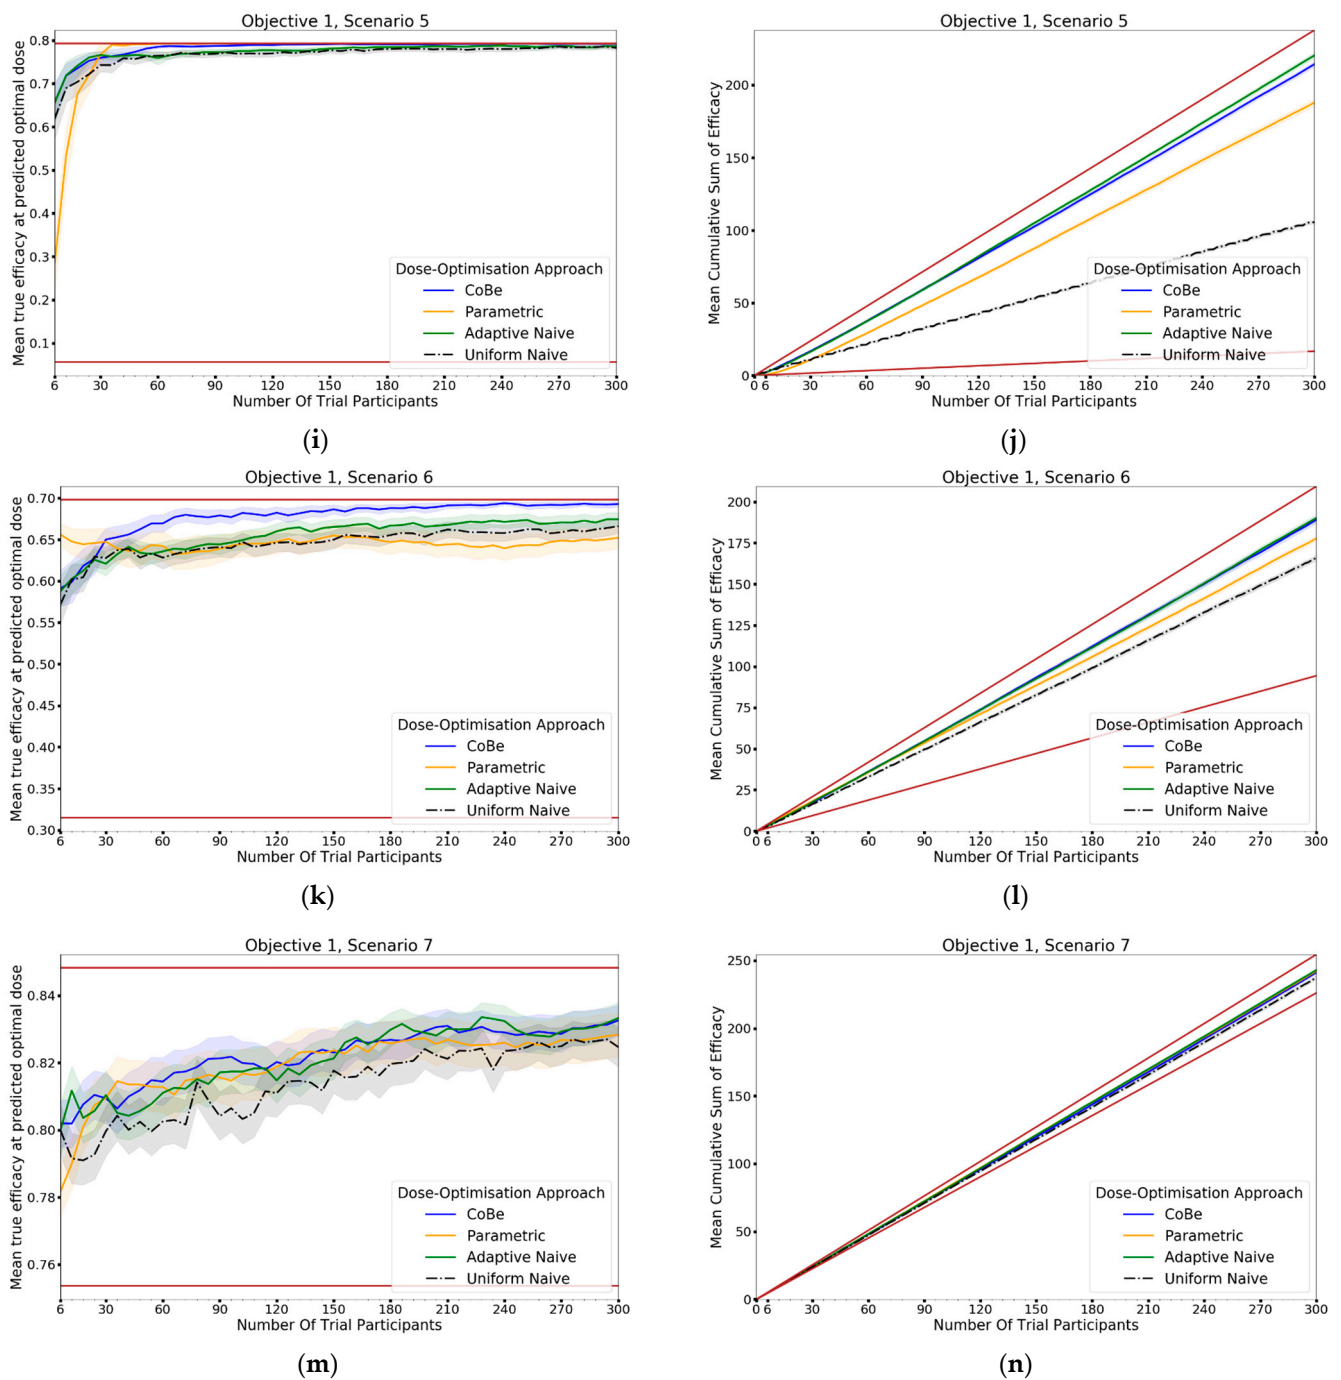 Objective 1, Scenario 5
Mean true efficacy at predicted optimal dose
0.8
0.7
0.6
0.5
0.4
0.3
0.2
0.1
Dose-Optimisation Approach
CoBe
Parametric
Adaptive Naive
Uniform Naive
6 30 60 90 120 150 180 210 240 270 300
Number Of Trial Participants
(i)
Objective 1, Scenario 5
Mean Cumulative Sum of Efficacy
200
150
100
50
0
Dose-Optimisation Approach
CoBe
Parametric
Adaptive Naive
Uniform Naive
0 6 30 60 90 120 150 180 210 240 270 300
Number Of Trial Participants
(j)
Objective 1, Scenario 6
Mean true efficacy at predicted optimal dose
0.70
0.65
0.60
0.55
0.50
0.45
0.40
0.35
0.30
Dose-Optimisation Approach
CoBe
Parametric
Adaptive Naive
Uniform Naive
6 30 60 90 120 150 180 210 240 270 300
Number Of Trial Participants
(k)
Objective 1, Scenario 6
Mean Cumulative Sum of Efficacy
200
175
150
125
100
75
50
25
0
Dose-Optimisation Approach
CoBe
Parametric
Adaptive Naive
Uniform Naive
0 6 30 60 90 120 150 180 210 240 270 300
Number Of Trial Participants
(l)
Objective 1, Scenario 7
Mean true efficacy at predicted optimal dose
0.84
0.82
0.80
0.78
0.76
Dose-Optimisation Approach
CoBe
Parametric
Adaptive Naive
Uniform Naive
6 30 60 90 120 150 180 210 240 270 300
Number Of Trial Participants
(m)
Objective 1, Scenario 7
Mean Cumulative Sum of Efficacy
250
200
150
100
50
0
Dose-Optimisation Approach
CoBe
Parametric
Adaptive Naive
Uniform Naive
0 6 30 60 90 120 150 180 210 240 270 300
Number Of Trial Participants
(n)